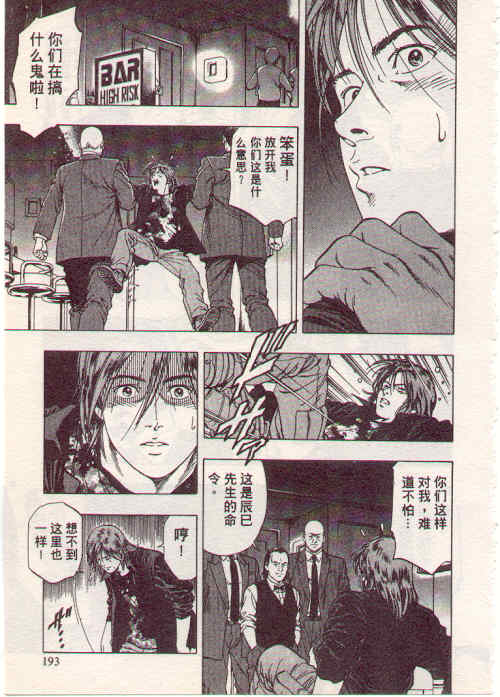 BAR
HIGH RISK
你们在搞
什么鬼啦！
笨蛋！
放开我
你们这是什
么意思？
你们这样
对我，难
道不怕…
这是辰巳
先生的命
令。
哼！
想不到
这里也
一样！
193